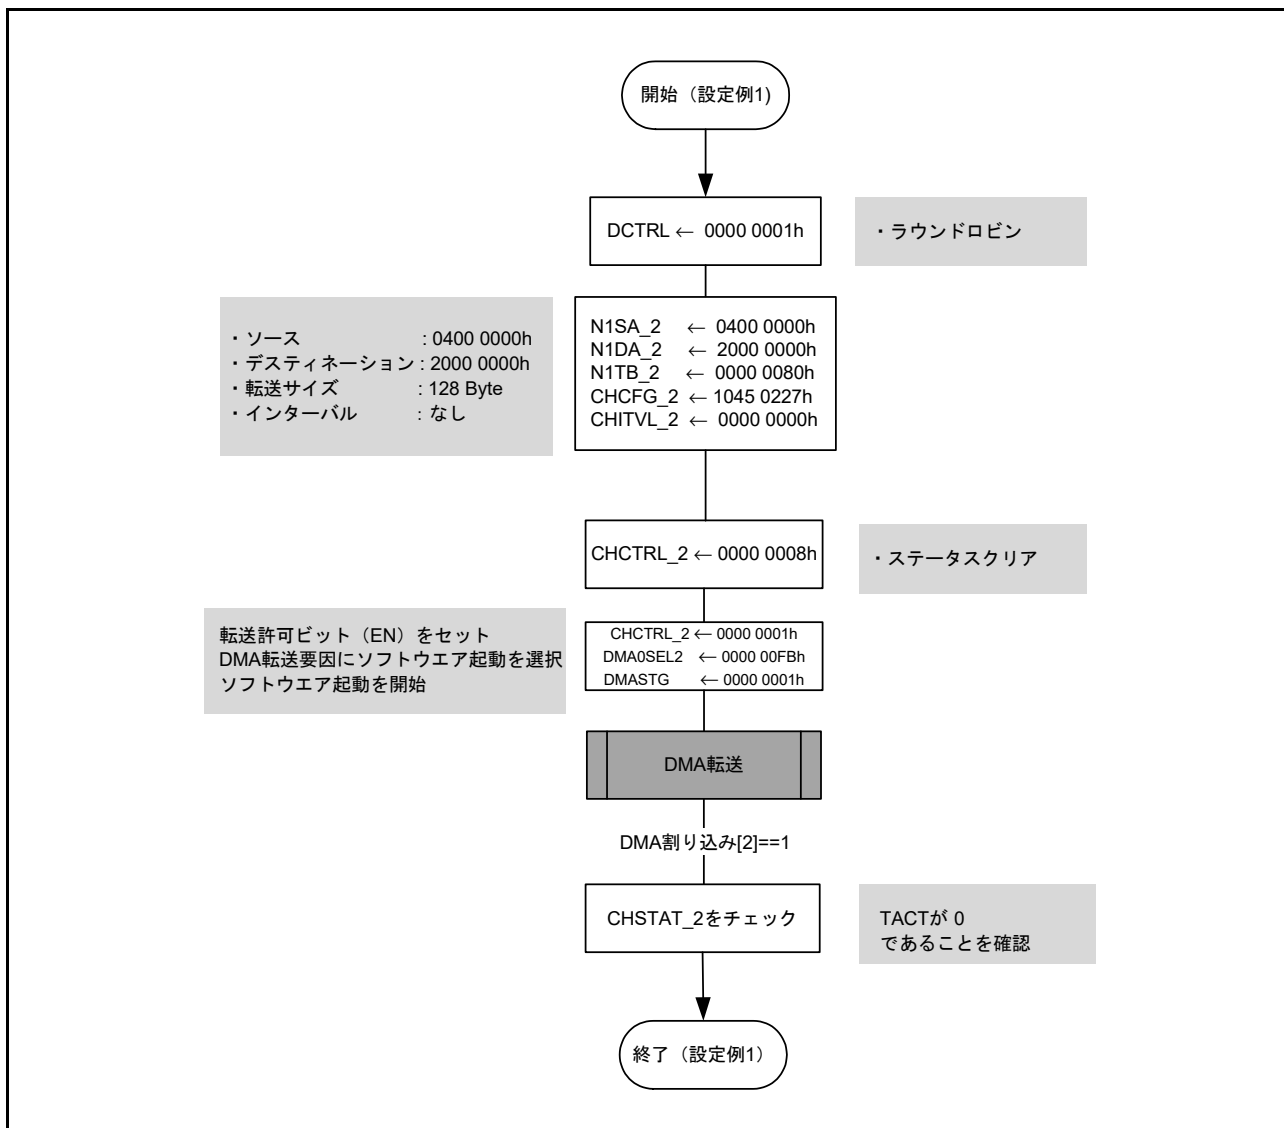 開始（設定例1)
DCTRL ← 0000 0001h
・ラウンドロビン
・ソース : 0400 0000h
・デスティネーション : 2000 0000h
・転送サイズ : 128 Byte
・インターバル : なし
N1SA_2 ← 0400 0000h
N1DA_2 ← 2000 0000h
N1TB_2 ← 0000 0080h
CHCFG_2 ← 1045 0227h
CHITVL_2 ← 0000 0000h
CHCTRL_2 ← 0000 0008h
・ステータスクリア
転送許可ビット（EN）をセット
DMA転送要因にソフトウエア起動を選択
ソフトウエア起動を開始
CHCTRL_2 ← 0000 0001h
DMA0SEL2 ← 0000 00FBh
DMASTG ← 0000 0001h
DMA転送
DMA割り込み[2]==1
CHSTAT_2をチェック
TACTが 0
であることを確認
終了（設定例1）